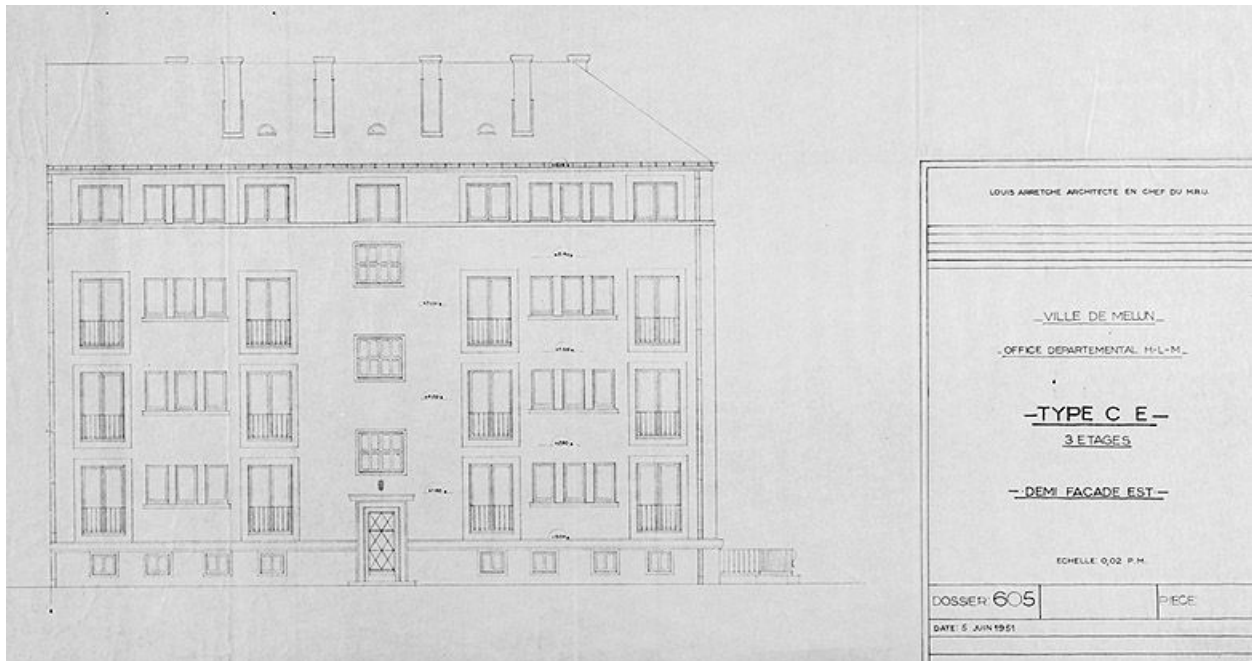 LOUIS ARRETCHE ARCHITECTE EN CHEF DU M.R.U.
VILLE DE MELUN
OFFICE DEPARTEMENTAL H-L-M
TYPE C E
3 ETAGES
DEMI FACADE EST
ECHELLE 0,02 P.M.
DOSSIER: 605
PIECE:
DATE: 5 JUIN 1951